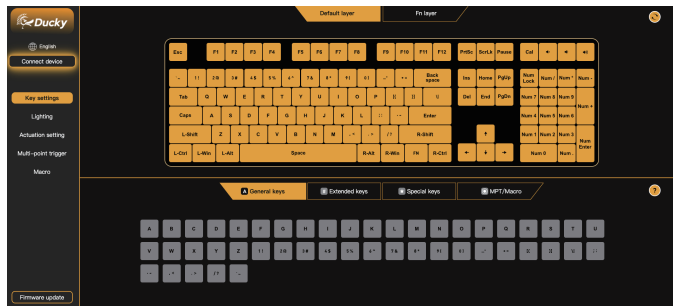 Ducky
English
Connect device
Key settings
Lighting
Actuation setting
Multi-point trigger
Macro
Firmware update
Default layer
Fn layer
Esc F1 F2 F3 F4 F5 F6 F7 F8 F9 F10 F11 F12 PrtSc ScrLk Pause Cal
Back space Ins Home PgUp Num Lock Num / Num * Num -
Tab Q W E R T Y U I O P Del End PgDn Num 7 Num 8 Num 9 Num +
Caps A S D F G H J K L Enter Num 4 Num 5 Num 6
L-Shift Z X C V B N M R-Shift Num 1 Num 2 Num 3 Num Enter
L-Ctrl L-Win L-Alt Space R-Alt R-Win FN R-Ctrl Num 0 Num .
General keys
Extended keys
Special keys
MPT/Macro
A B C D E F G H I J K L M N O P Q R S T U
V W X Y Z